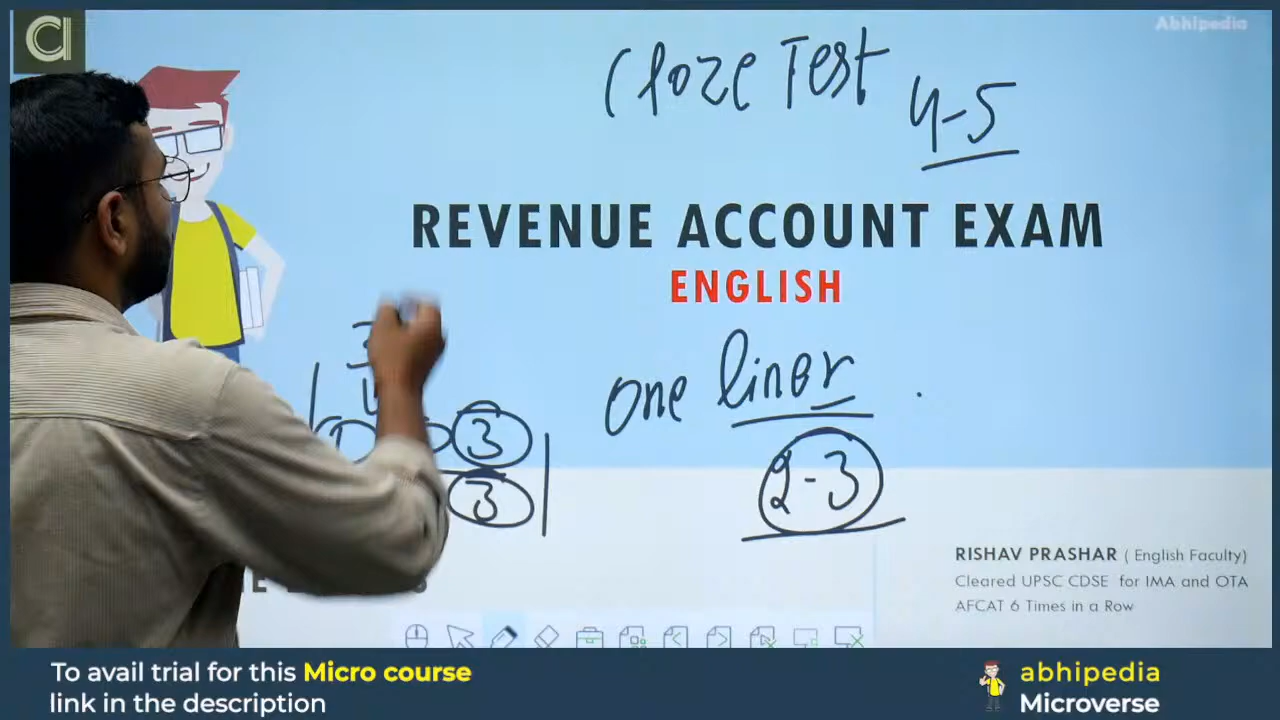 Abhipedia
Cloze Test
4-5
REVENUE ACCOUNT EXAM
ENGLISH
one liner
3
3
2-3
RISHAV PRASHAR ( English Faculty)
Cleared UPSC CDSE for IMA and OTA
AFCAT 6 Times in a Row
To avail trial for this Micro course
link in the description
abhipedia
Microverse